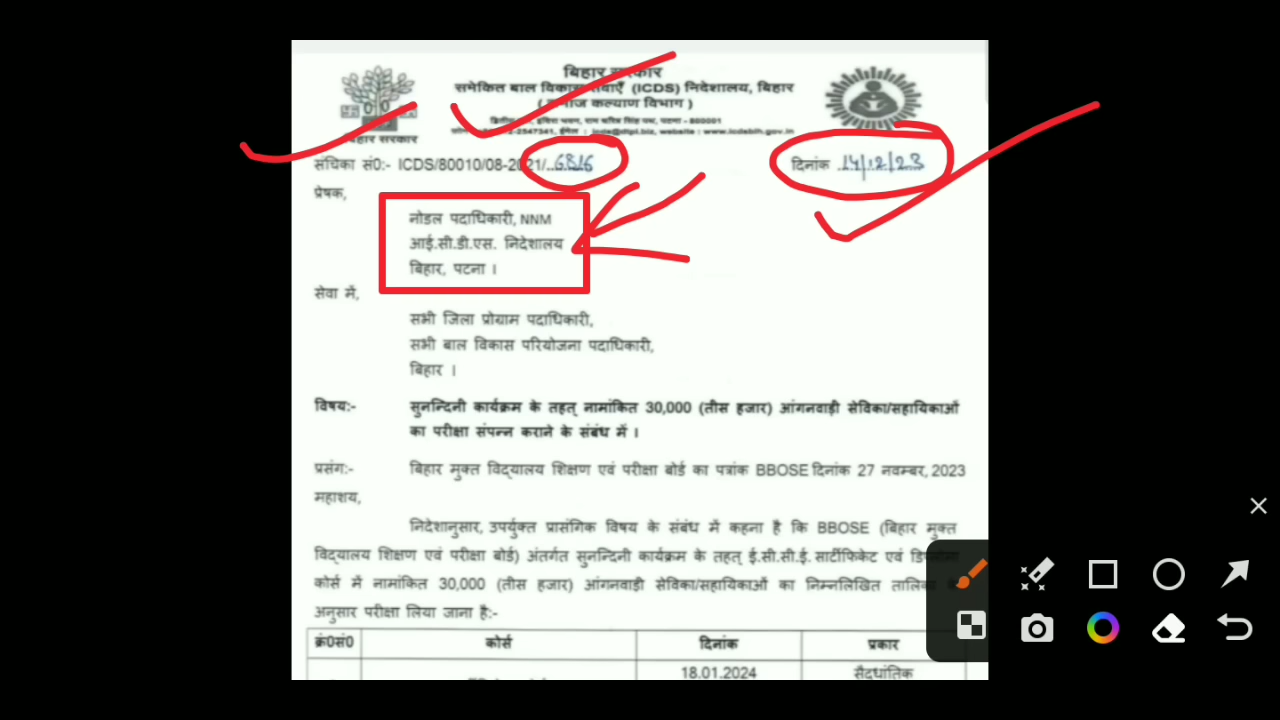 बिहार सरकार
समेकित बाल विकास सेवाएँ (ICDS) निदेशालय, बिहार
( समाज कल्याण विभाग )
बिहार सरकार
संचिका सं0:- ICDS/80010/08-2021/..6816
दिनांक 14/12/23
प्रेषक,
नोडल पदाधिकारी, NNM
आई.सी.डी.एस. निदेशालय
बिहार, पटना ।
सेवा में,
सभी जिला प्रोग्राम पदाधिकारी,
सभी बाल विकास परियोजना पदाधिकारी,
बिहार ।
विषय:- सुनन्दिनी कार्यक्रम के तहत् नामांकित 30,000 (तीस हजार) आंगनवाड़ी सेविका/सहायिकाओं
का परीक्षा संपन्न कराने के संबंध में ।
प्रसंग:- बिहार मुक्त विद्यालय शिक्षण एवं परीक्षा बोर्ड का पत्रांक BBOSE दिनांक 27 नवम्बर, 2023
महाशय,
निदेशानुसार, उपर्युक्त प्रासंगिक विषय के संबंध में कहना है कि BBOSE (बिहार मुक्त
विद्यालय शिक्षण एवं परीक्षा बोर्ड) अंतर्गत सुनन्दिनी कार्यक्रम के तहत् ई.सी.सी.ई. सार्टीफिकेट एवं
कोर्स में नामांकित 30,000 (तीस हजार) आंगनवाड़ी सेविका/सहायिकाओं का निम्नलिखित
अनुसार परीक्षा लिया जाना है:-
क्रं0सं0 कोर्स दिनांक प्रकार
18.01.2024 सैद्धांतिक